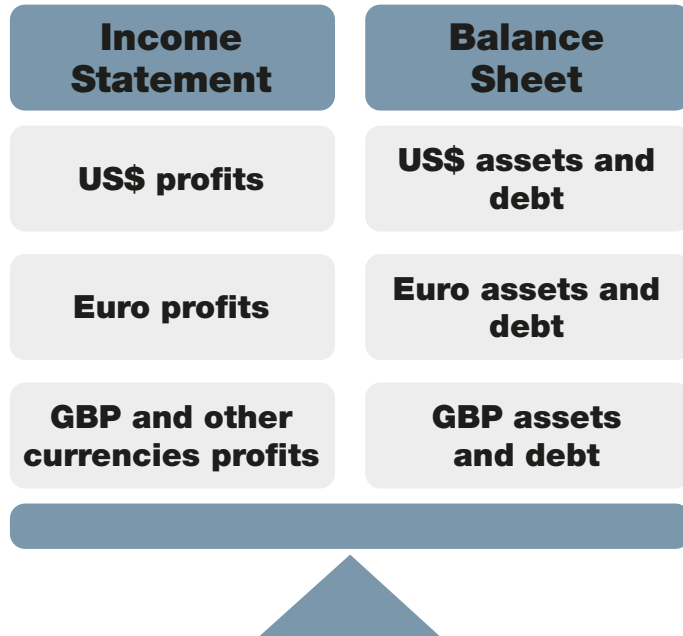 Income
Statement
Balance
Sheet
US$ profits
US$ assets and
debt
Euro profits
Euro assets and
debt
GBP and other
currencies profits
GBP assets
and debt